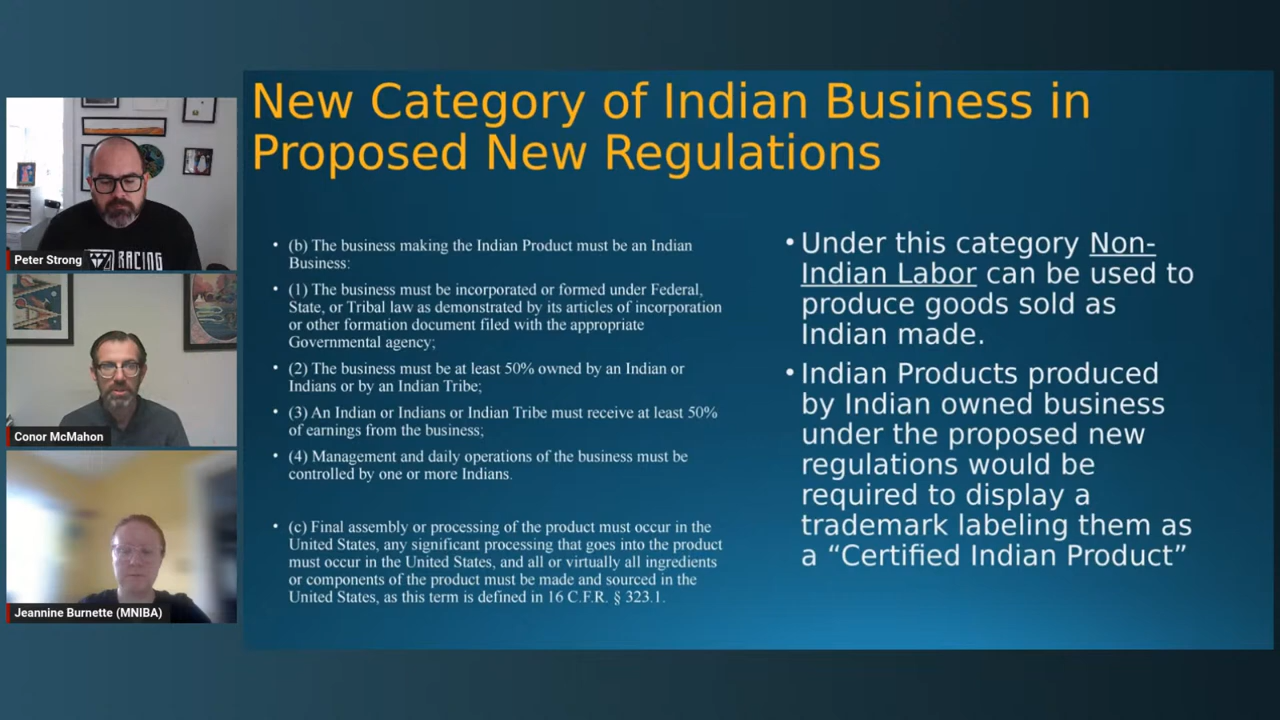 New Category of Indian Business in
Proposed New Regulations
• (b) The business making the Indian Product must be an Indian
Business:
• (1) The business must be incorporated or formed under Federal,
State, or Tribal law as demonstrated by its articles of incorporation
or other formation document filed with the appropriate
Governmental agency;
• (2) The business must be at least 50% owned by an Indian or
Indians or by an Indian Tribe;
• (3) An Indian or Indians or Indian Tribe must receive at least 50%
of earnings from the business;
• (4) Management and daily operations of the business must be
controlled by one or more Indians.
• (c) Final assembly or processing of the product must occur in the
United States, any significant processing that goes into the product
must occur in the United States, and all or virtually all ingredients
or components of the product must be made and sourced in the
United States, as this term is defined in 16 C.F.R. § 323.1.
• Under this category Non-
Indian Labor can be used to
produce goods sold as
Indian made.
• Indian Products produced
by Indian owned business
under the proposed new
regulations would be
required to display a
trademark labeling them as
a “Certified Indian Product”
RACING
Peter Strong
Conor McMahon
Jeannine Burnette (MNIBA)